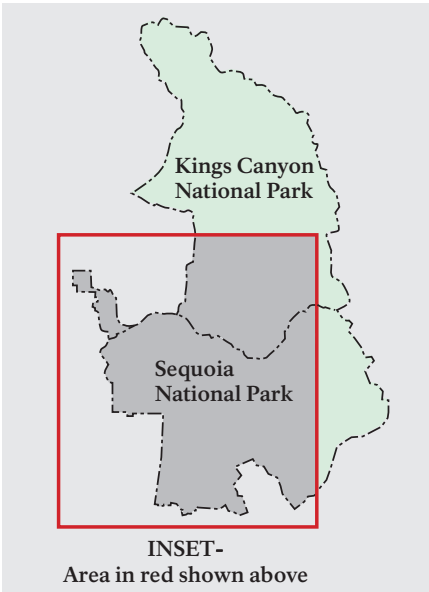 Kings Canyon
National Park
Sequoia
National Park
INSET-
Area in red shown above